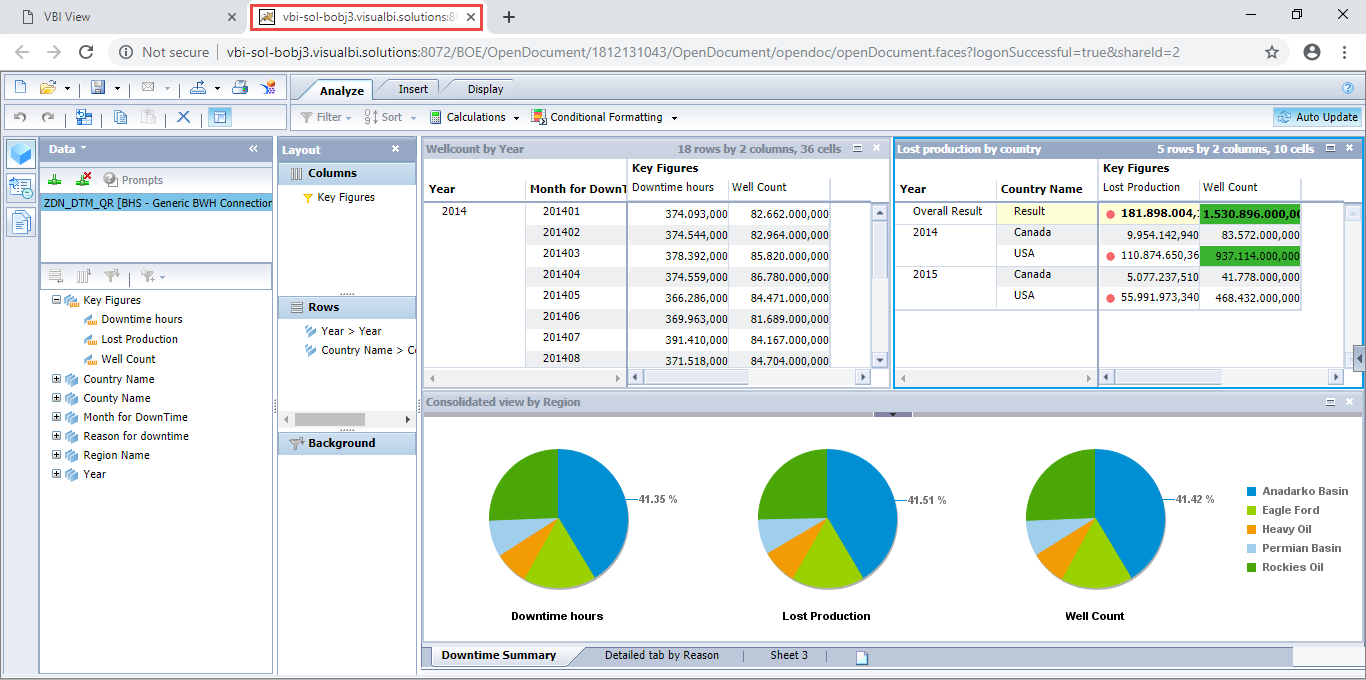 VBI View
vbi-sol-bobj3.visualbi.solutions:8
Not secure
vbi-sol-bobj3.visualbi.solutions:8072/BOE/OpenDocument/1812131043/OpenDocument/opendoc/openDocument.faces?logonSuccessful=true&shareId=2
Analyze
Insert
Display
Filter
Sort
Calculations
Conditional Formatting
Auto Update
Data
Prompts
ZDN_DTM_QR [BHS - Generic BWH Connection
Key Figures
Downtime hours
Lost Production
Well Count
Country Name
County Name
Month for DownTime
Reason for downtime
Region Name
Year
Layout
Columns
Key Figures
Rows
Year > Year
Country Name > Co
Background
Wellcount by Year
18 rows by 2 columns, 36 cells
Key Figures
Year Month for DownT Downtime hours Well Count
2014 201401 374.093,000 82.662.000,000
201402 374.544,000 82.964.000,000
201403 378.392,000 85.820.000,000
201404 374.559,000 86.780.000,000
201405 366.286,000 84.471.000,000
201406 369.963,000 81.689.000,000
201407 391.410,000 84.167.000,000
201408 371.518,000 84.704.000,000
Lost production by country
5 rows by 2 columns, 10 cells
Key Figures
Year Country Name Lost Production Well Count
Overall Result Result 181.898.004, 1.530.896.000,00
2014 Canada 9.954.142,940 83.572.000,000
USA 110.874.650,36 937.114.000,000
2015 Canada 5.077.237,510 41.778.000,000
USA 55.991.973,340 468.432.000,000
Consolidated view by Region
41.35 %
41.51 %
41.42 %
Anadarko Basin
Eagle Ford
Heavy Oil
Permian Basin
Rockies Oil
Downtime hours
Lost Production
Well Count
Downtime Summary
Detailed tab by Reason
Sheet 3